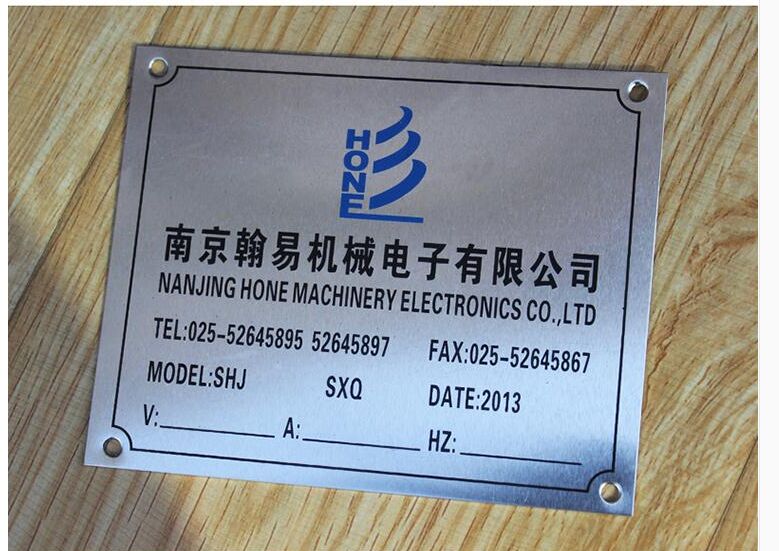 HONE
南京翰易机械电子有限公司
NANJING HONE MACHINERY ELECTRONICS CO.,LTD
TEL:025-52645895 52645897 FAX:025-52645867
MODEL:SHJ SXQ DATE:2013
V: A: HZ: